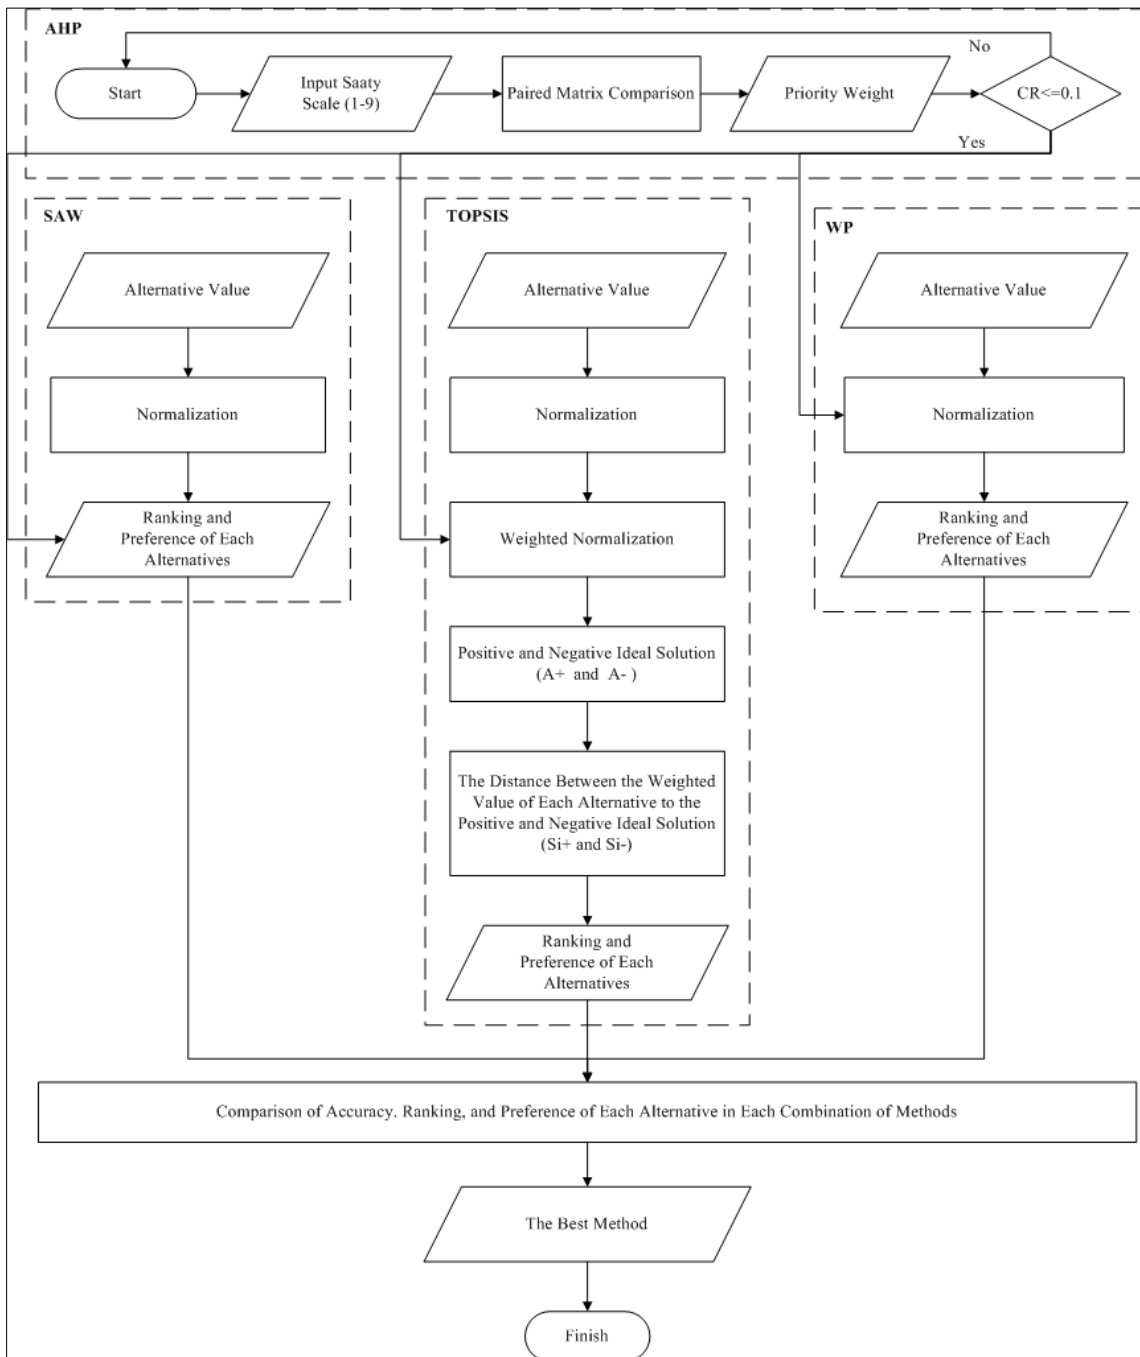 AHP
No
Start
Input Saaty
Scale (1-9)
Paired Matrix Comparison
Priority Weight
CR<=0.1
Yes
SAW
Alternative Value
Normalization
Ranking and
Preference of Each
Alternatives
TOPSIS
Alternative Value
Normalization
Weighted Normalization
Positive and Negative Ideal Solution
(A+ and A- )
The Distance Between the Weighted
Value of Each Alternative to the
Positive and Negative Ideal Solution
(Si+ and Si-)
Ranking and
Preference of Each
Alternatives
WP
Alternative Value
Normalization
Ranking and
Preference of Each
Alternatives
Comparison of Accuracy. Ranking, and Preference of Each Alternative in Each Combination of Methods
The Best Method
Finish